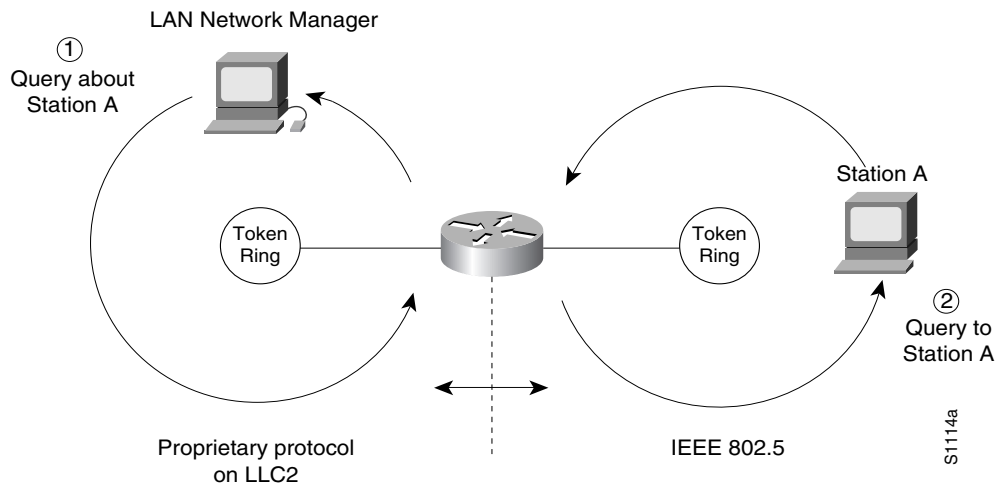 LAN Network Manager
1
Query about
Station A
Station A
Token
Ring
Token
Ring
2
Query to
Station A
Proprietary protocol
on LLC2
IEEE 802.5
S1114a